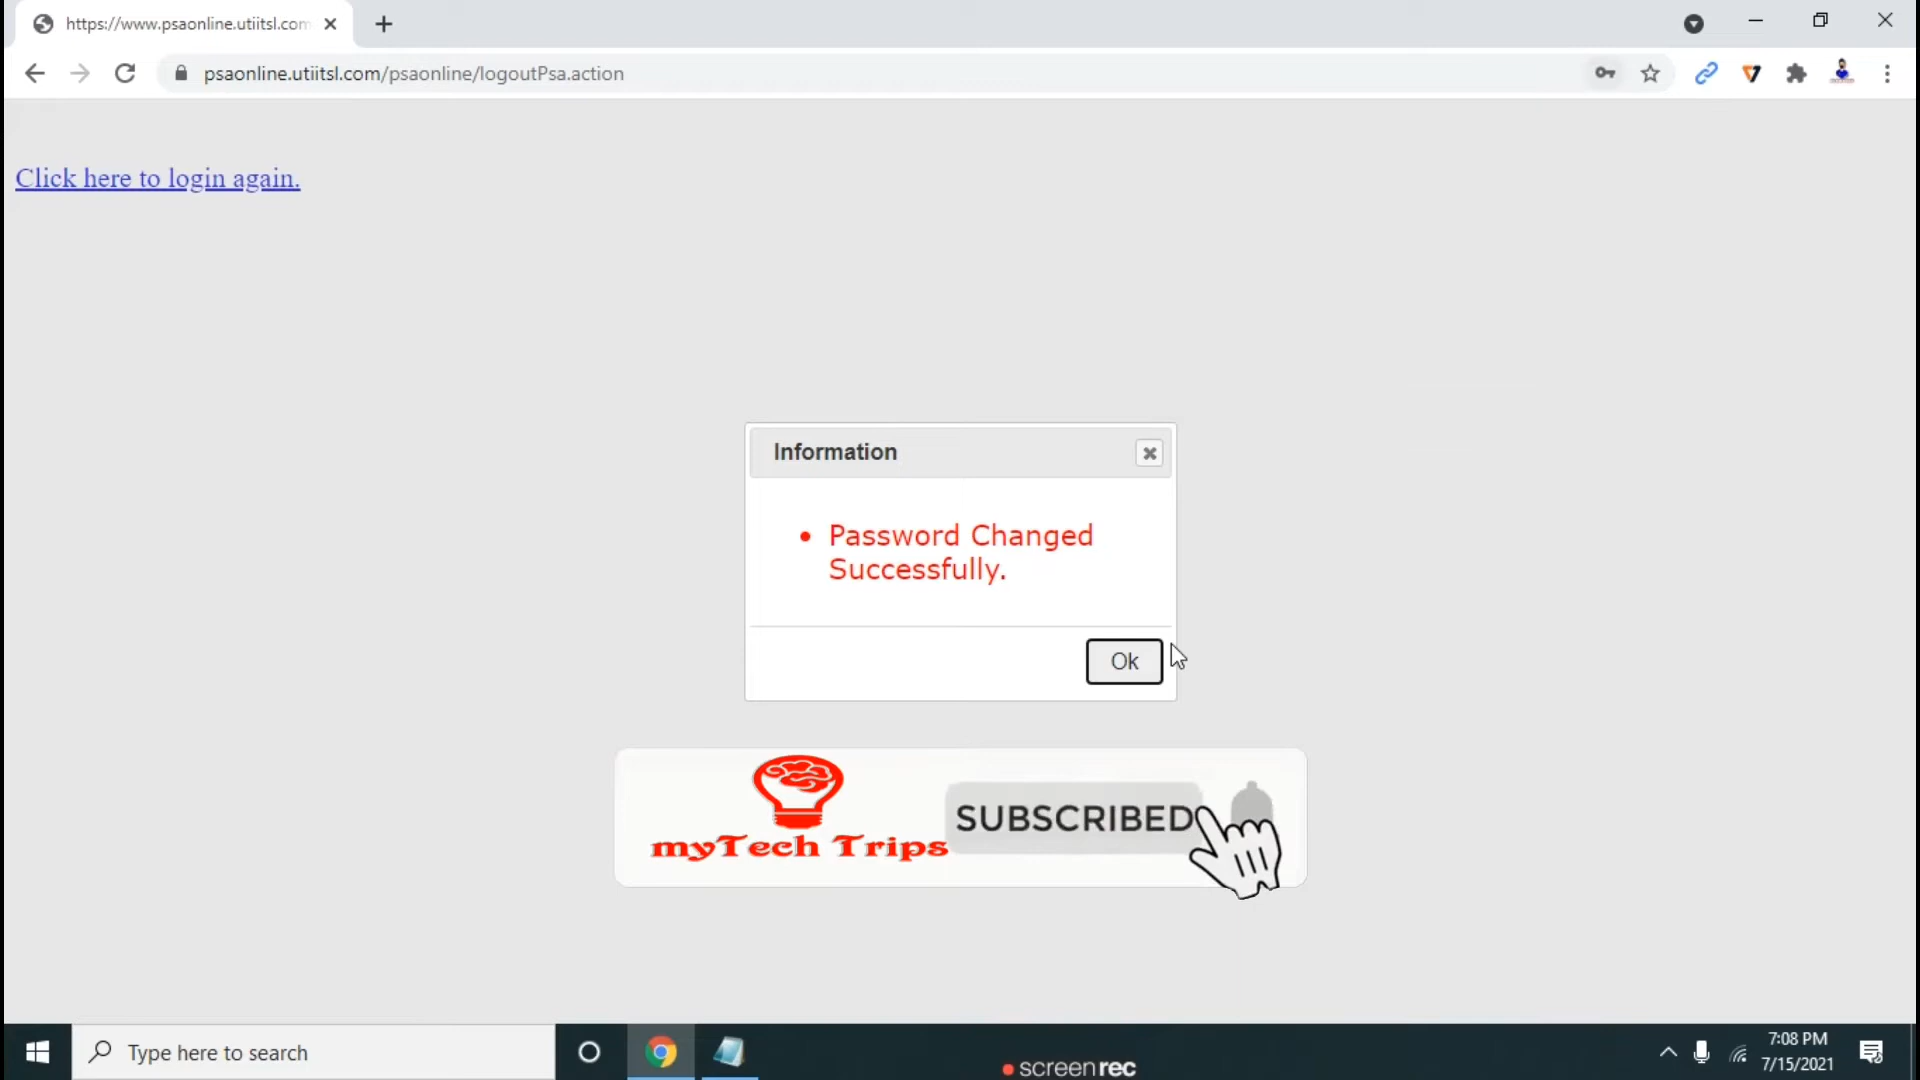 https://www.psaonline.utiitsl.com
psaonline.utiitsl.com/psaonline/logoutPsa.action
Click here to login again.
Information
Password Changed
Successfully.
Ok
myTech Trips
SUBSCRIBED
Type here to search
screenrec
7:08 PM
7/15/2021